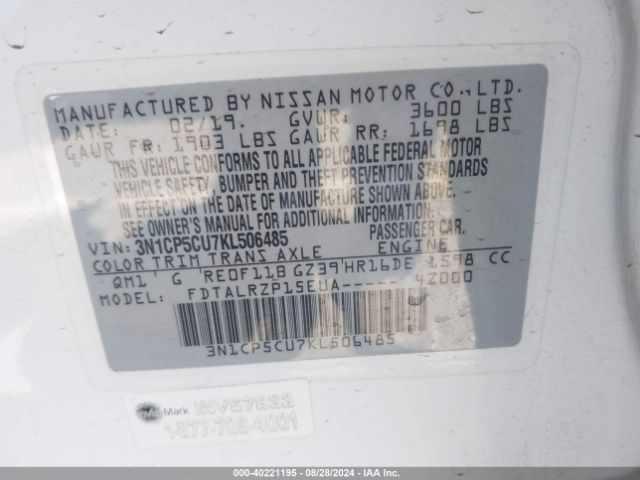 MANUFACTURED BY NISSAN MOTOR CO.,LTD.
DATE: 02/19. GVWR: 3600 LBS
GAWR FR: 1903 LBS GAWR RR: 1698 LBS
THIS VEHICLE CONFORMS TO ALL APPLICABLE FEDERAL MOTOR
VEHICLE SAFETY, BUMPER AND THEFT PREVENTION STANDARDS
IN EFFECT ON THE DATE OF MANUFACTURE SHOWN ABOVE.
SEE OWNER'S MANUAL FOR ADDITIONAL INFORMATION.
VIN: 3N1CP5CU7KL506485 PASSENGER CAR.
COLOR TRIM TRANS AXLE ENGINE
QM1 G RE0F11B GZ39 HR16DE 1598 CC
MODEL: FDTALRZP15EUA----- 4Z000
3N1CP5CU7KL506485
Mark
000-40221195 - 08/28/2024 - IAA Inc.